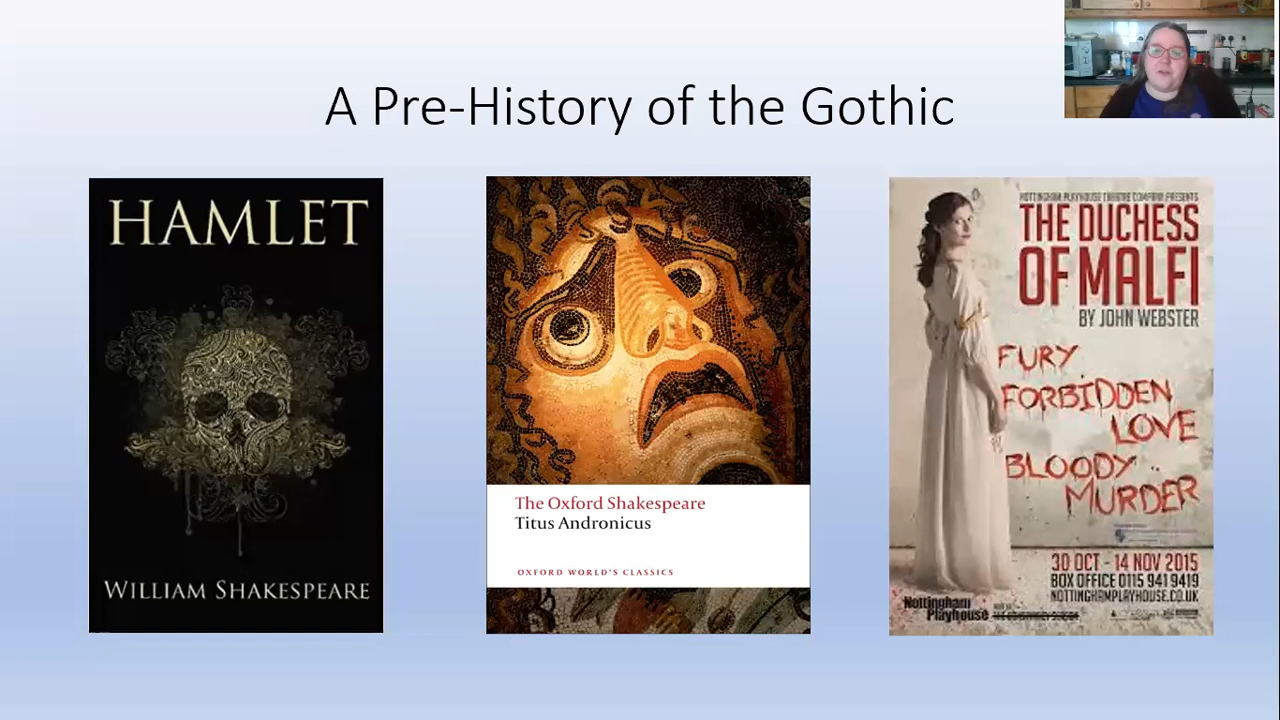 A Pre-History of the Gothic
HAMLET
WILLIAM SHAKESPEARE
The Oxford Shakespeare
Titus Andronicus
OXFORD WORLD'S CLASSICS
NOTTINGHAM PLAYHOUSE THEATRE COMPANY PRESENTS
THE DUCHESS
OF MALFI
BY JOHN WEBSTER
FURY
FORBIDDEN
LOVE
BLOODY
MURDER
30 OCT - 14 NOV 2015
BOX OFFICE 0115 941 9419
NOTTINGHAMPLAYHOUSE.CO.UK
Nottingham
Playhouse